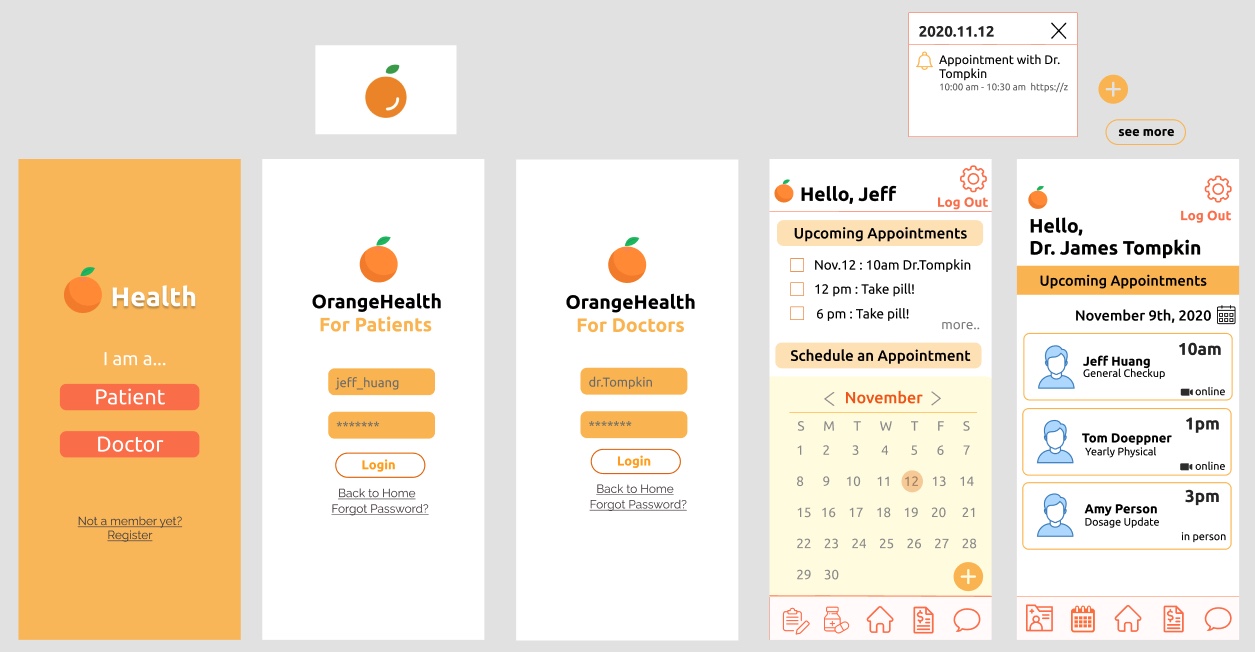 2020.11.12
Appointment with Dr.
Tompkin
10:00 am - 10:30 am https://z
see more
Health
I am a...
Patient
Doctor
Not a member yet?
Register
OrangeHealth
For Patients
jeff_huang
*******
Login
Back to Home
Forgot Password?
OrangeHealth
For Doctors
dr.Tompkin
*******
Login
Back to Home
Forgot Password?
Hello, Jeff
Log Out
Upcoming Appointments
Nov.12 : 10am Dr.Tompkin
12 pm : Take pill!
6 pm : Take pill!
more..
Schedule an Appointment
< November >
S M T W T F S
1 2 3 4 5 6 7
8 9 10 11 12 13 14
15 16 17 18 19 20 21
22 23 24 25 26 27 28
29 30
Log Out
Hello,
Dr. James Tompkin
Upcoming Appointments
November 9th, 2020
10am
Jeff Huang
General Checkup
online
1pm
Tom Doeppner
Yearly Physical
online
3pm
Amy Person
Dosage Update
in person